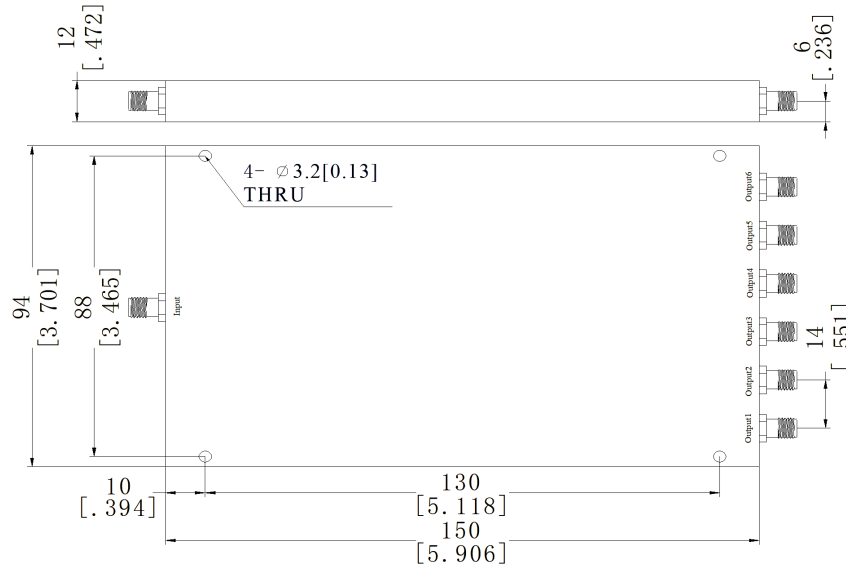 12
[.472]
6
[.236]
4- ∅3.2[0.13]
THRU
Output6
Output5
Output4
Output3
Output2
Output1
Input
94
[3.701]
88
[3.465]
14
[.551]
10
[.394]
130
[5.118]
150
[5.906]